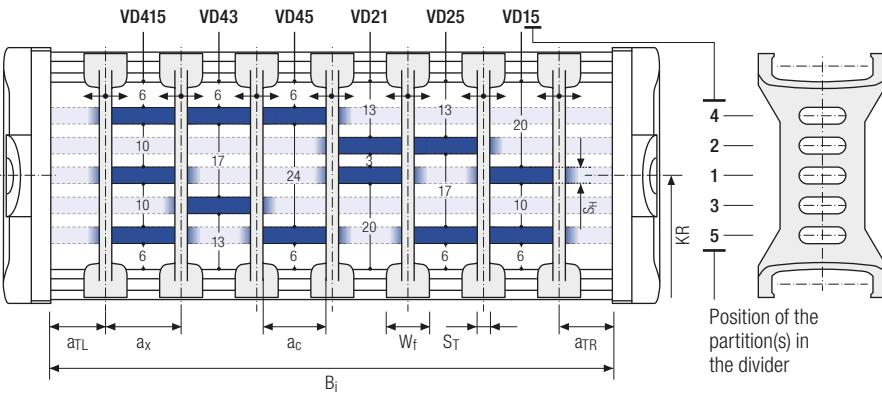 VD415 VD43 VD45 VD21 VD25 VD15
6 6 6 13 13 20
4
10 2
17 3
24 1
SH
17
10 10 3
KR
13 20 5
6 6 6 6
Position of the
partition(s) in
the divider
aTL ax ac Wf ST aTR
Bi